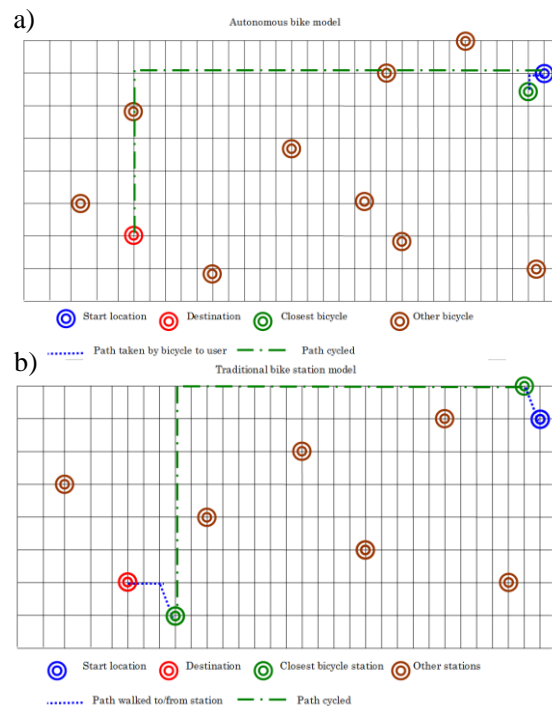 a)
Autonomous bike model
Start location Destination Closest bicycle Other bicycle
Path taken by bicycle to user Path cycled
b)
Traditional bike station model
Start location Destination Closest bicycle station Other stations
Path walked to/from station Path cycled